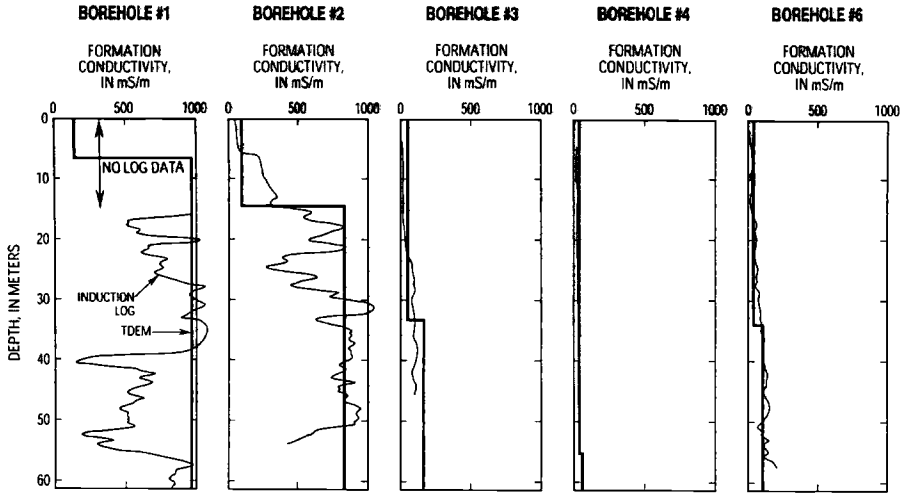 BOREHOLE #1 BOREHOLE #2 BOREHOLE #3 BOREHOLE #4 BOREHOLE #6
FORMATION CONDUCTIVITY, IN mS/m
FORMATION CONDUCTIVITY, IN mS/m
FORMATION CONDUCTIVITY, IN mS/m
FORMATION CONDUCTIVITY, IN mS/m
FORMATION CONDUCTIVITY, IN mS/m
0 500 1000 0 500 1000 0 500 1000 0 500 1000 0 500 1000
0
10
20
30
40
50
60
DEPTH, IN METERS
NO LOG DATA
INDUCTION
LOG
TDEM